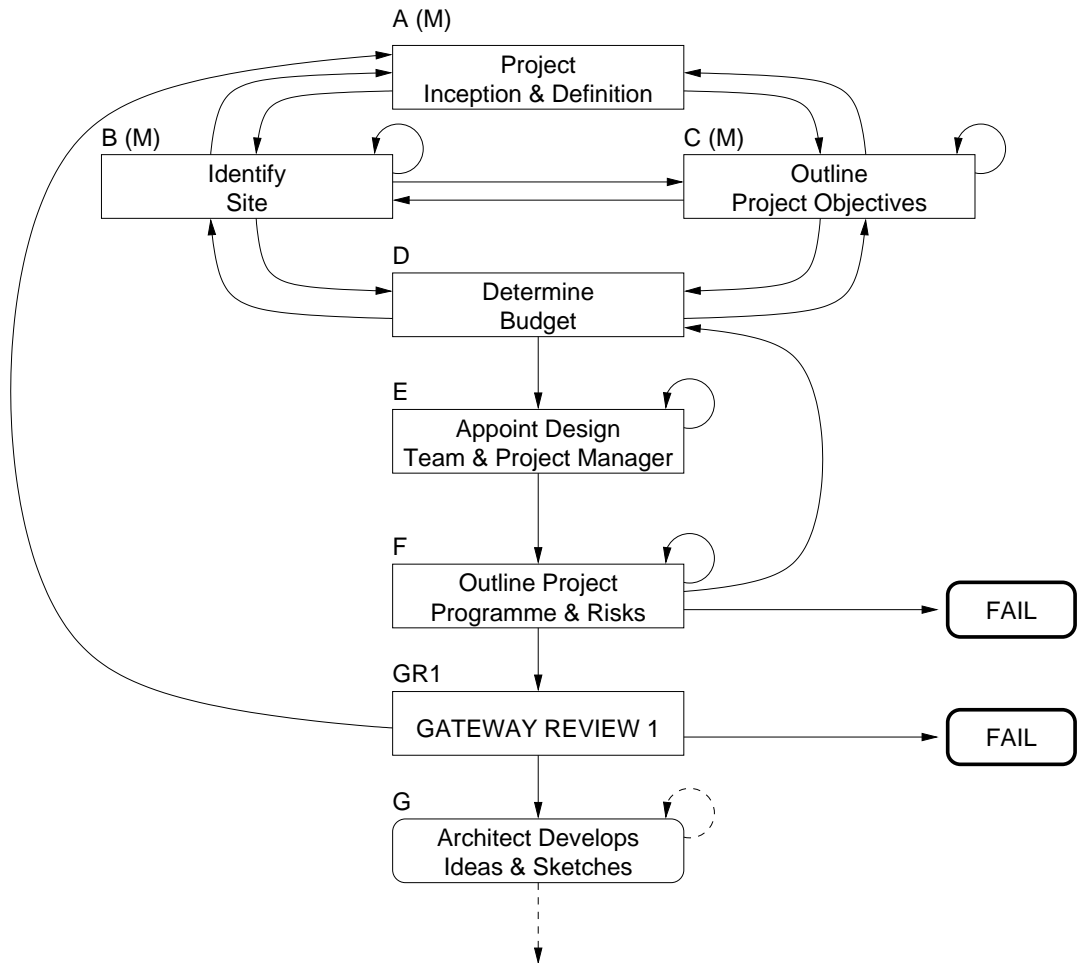 A (M)
Project
Inception & Definition
B (M)
Identify
Site
C (M)
Outline
Project Objectives
D
Determine
Budget
E
Appoint Design
Team & Project Manager
F
Outline Project
Programme & Risks
FAIL
GR1
GATEWAY REVIEW 1
FAIL
G
Architect Develops
Ideas & Sketches